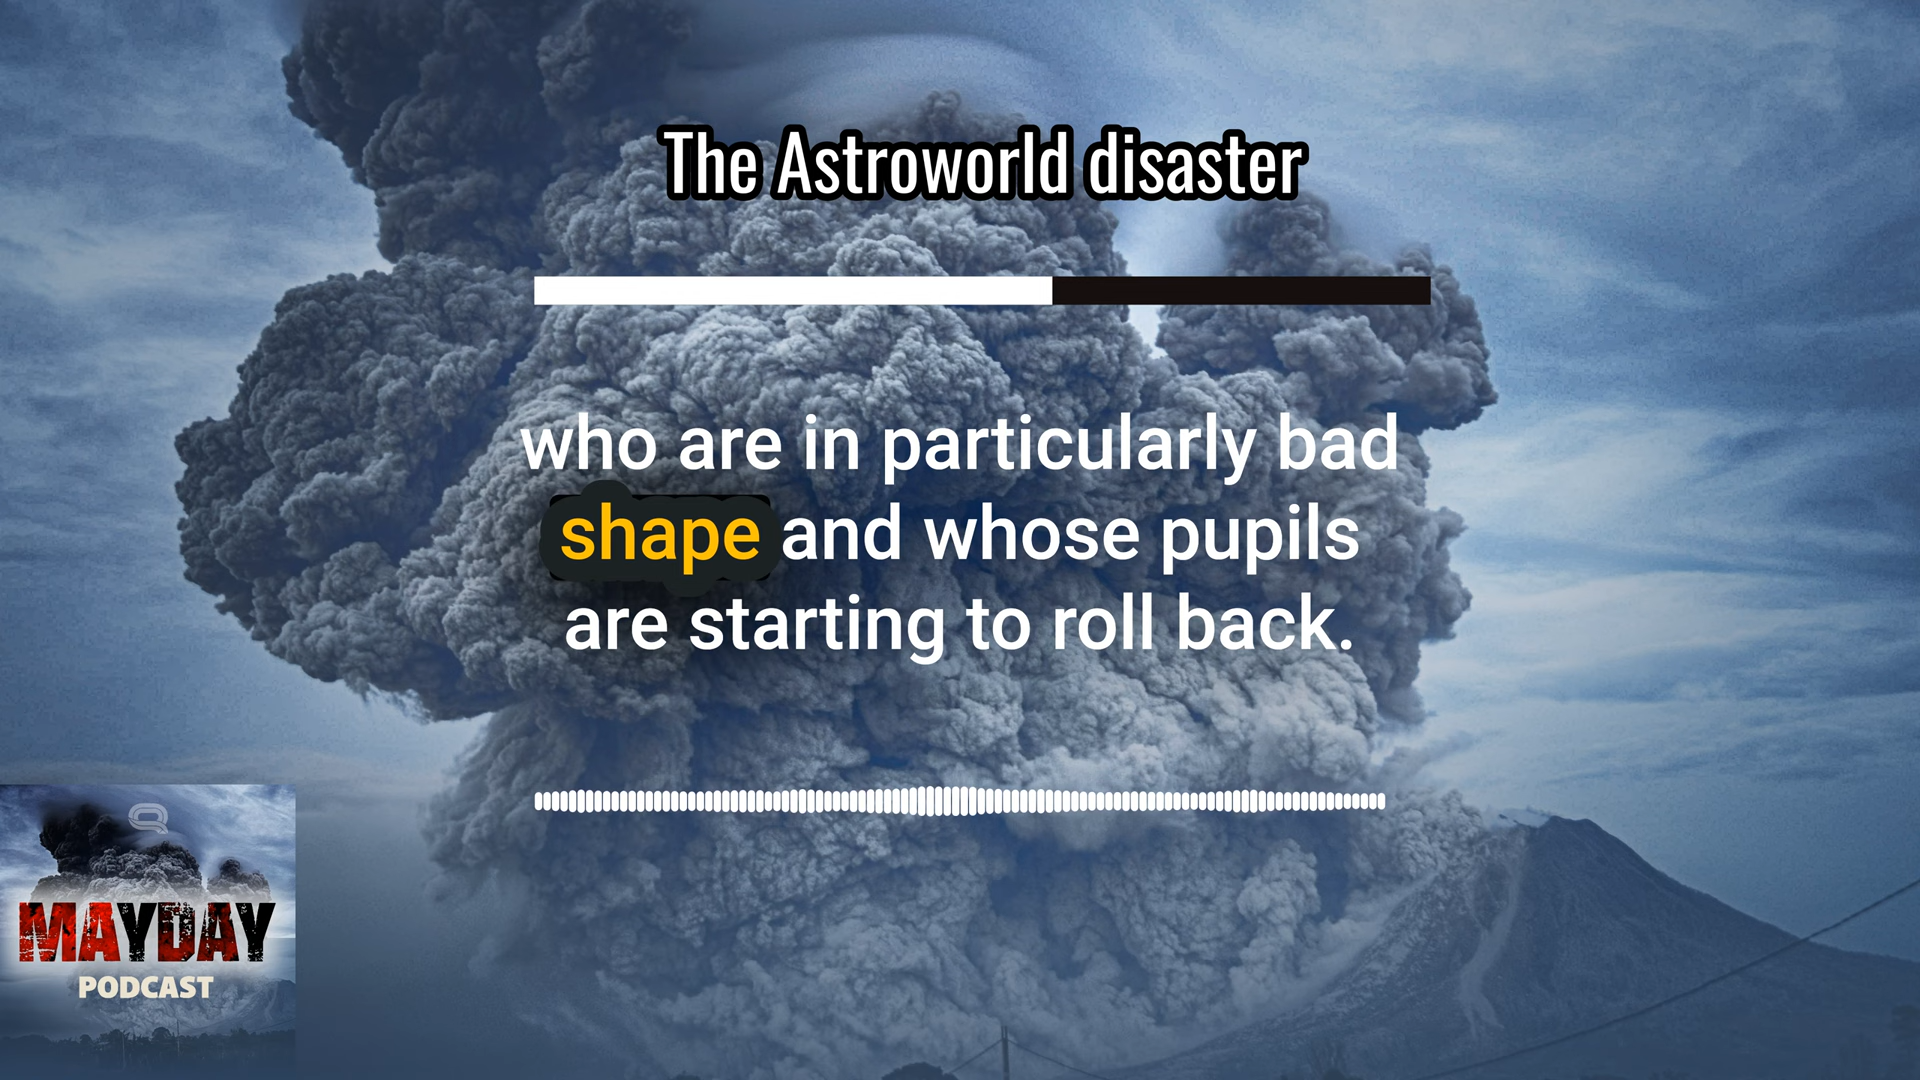 The Astroworld disaster
who are in particularly bad
shape and whose pupils
are starting to roll back.
MAYDAY
PODCAST